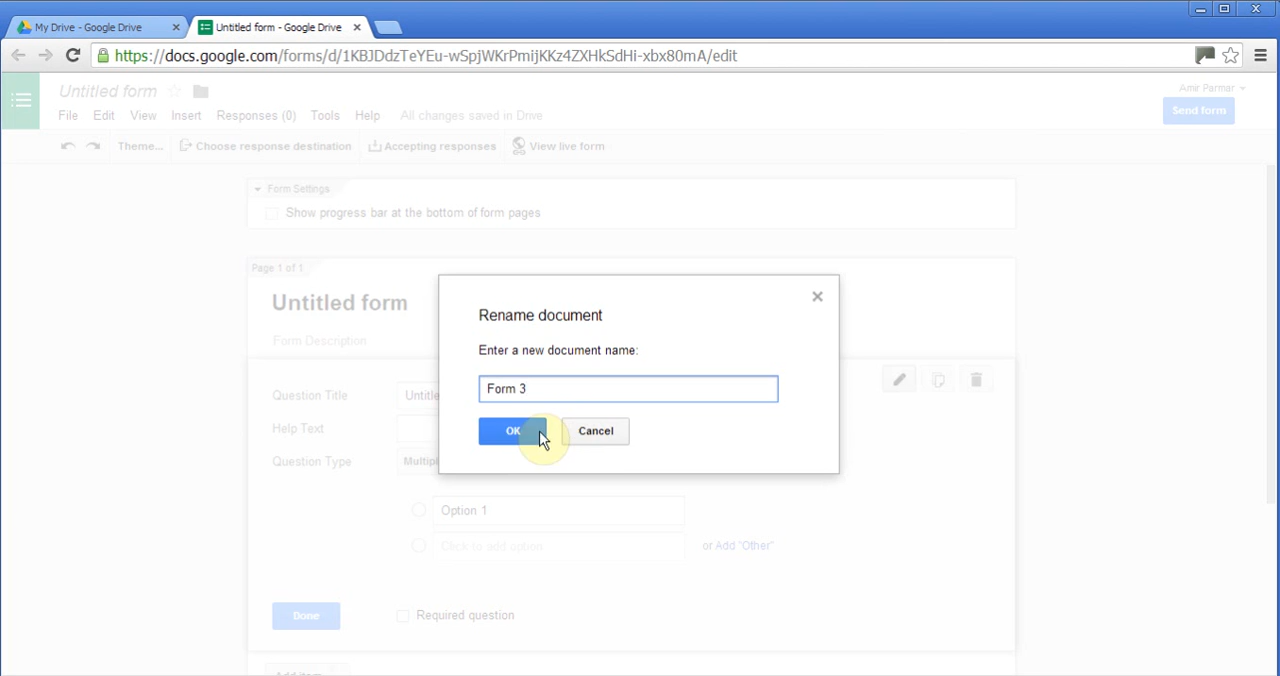 My Drive - Google Drive
Untitled form - Google Drive
https://docs.google.com/forms/d/1KBJDdzTeYEu-wSpjWKrPmijKKz4ZXHkSdHi-xbx80mA/edit
Untitled form
Amir Parmar
File Edit View Insert Responses (0) Tools Help All changes saved in Drive
Send form
Theme... Choose response destination Accepting responses View live form
Form Settings
Show progress bar at the bottom of form pages
Page 1 of 1
Untitled form
Form Description
Rename document
Enter a new document name:
Form 3
OK Cancel
Question Title
Help Text
Question Type
Option 1
Click to add option or Add "Other"
Done Required question
Add item